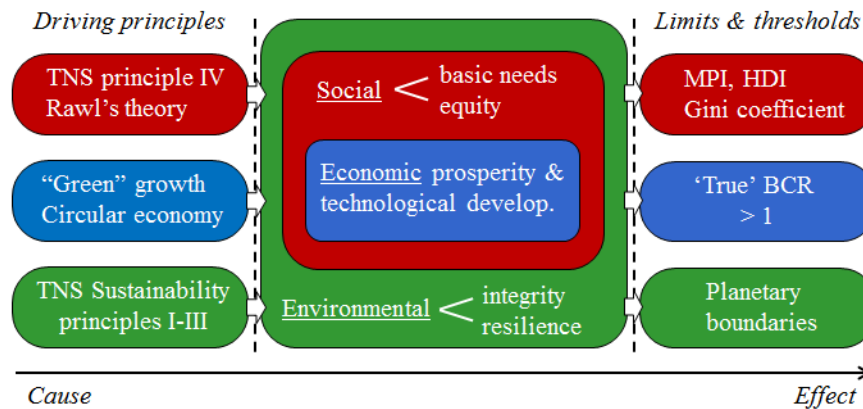 Driving principles
Limits & thresholds
TNS principle IV
Rawl's theory
Social
basic needs
equity
MPI, HDI
Gini coefficient
“Green” growth
Circular economy
Economic prosperity &
technological develop.
‘True’ BCR
> 1
TNS Sustainability
principles I-III
Environmental
integrity
resilience
Planetary
boundaries
Cause
Effect